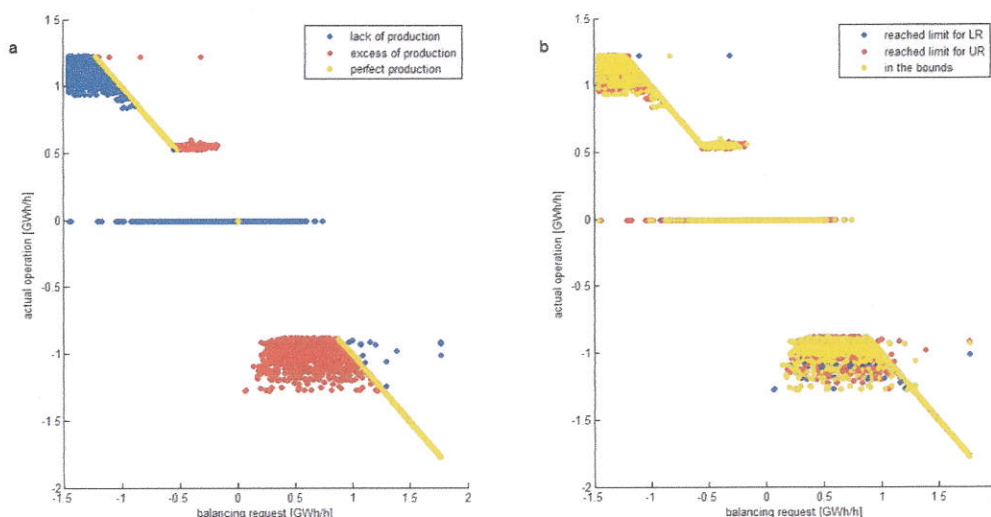 a
lack of production
excess of production
perfect production
1.5
1
0.5
0
-0.5
-1
-1.5
-2
actual operation [GWh/h]
-1.5 -1 -0.5 0 0.5 1 1.5 2
balancing request [GWh/h]
b
reached limit for LR
reached limit for UR
in the bounds
1.5
1
0.5
0
-0.5
-1
-1.5
-2
actual operation [GWh/h]
-1.5 -1 -0.5 0 0.5 1 1.5 2
balancing request [GWh/h]